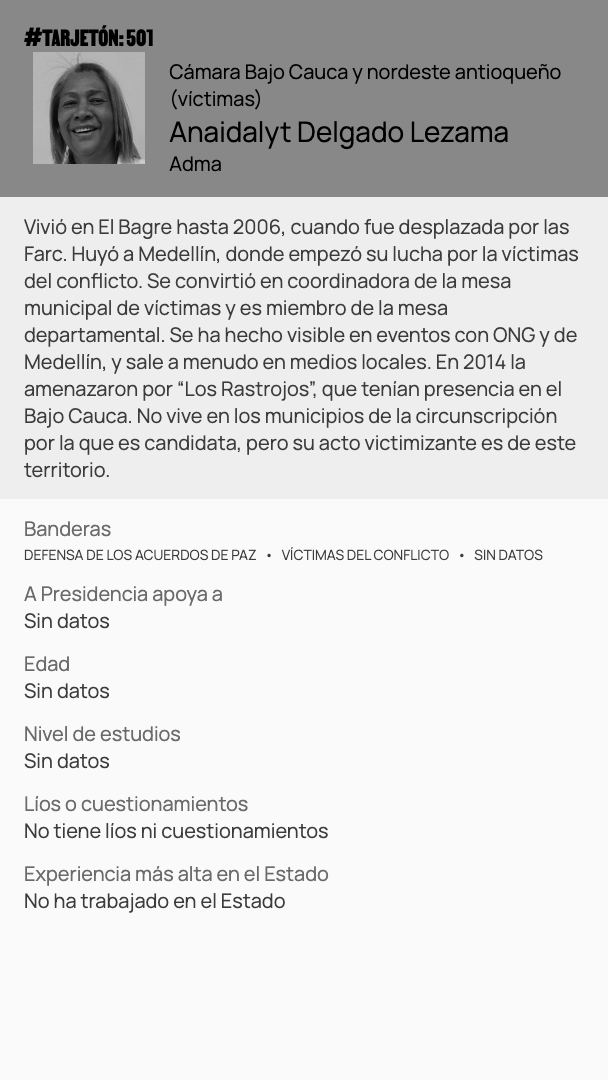 #TARJETÓN: 501
Cámara Bajo Cauca y nordeste antioqueño
(víctimas)
Anaidalyt Delgado Lezama
Adma
Vivió en El Bagre hasta 2006, cuando fue desplazada por las
Farc. Huyó a Medellín, donde empezó su lucha por la víctimas
del conflicto. Se convirtió en coordinadora de la mesa
municipal de víctimas y es miembro de la mesa
departamental. Se ha hecho visible en eventos con ONG y de
Medellín, y sale a menudo en medios locales. En 2014 la
amenazaron por “Los Rastrojos”, que tenían presencia en el
Bajo Cauca. No vive en los municipios de la circunscripción
por la que es candidata, pero su acto victimizante es de este
territorio.
Banderas
DEFENSA DE LOS ACUERDOS DE PAZ • VÍCTIMAS DEL CONFLICTO • SIN DATOS
A Presidencia apoya a
Sin datos
Edad
Sin datos
Nivel de estudios
Sin datos
Líos o cuestionamientos
No tiene líos ni cuestionamientos
Experiencia más alta en el Estado
No ha trabajado en el Estado